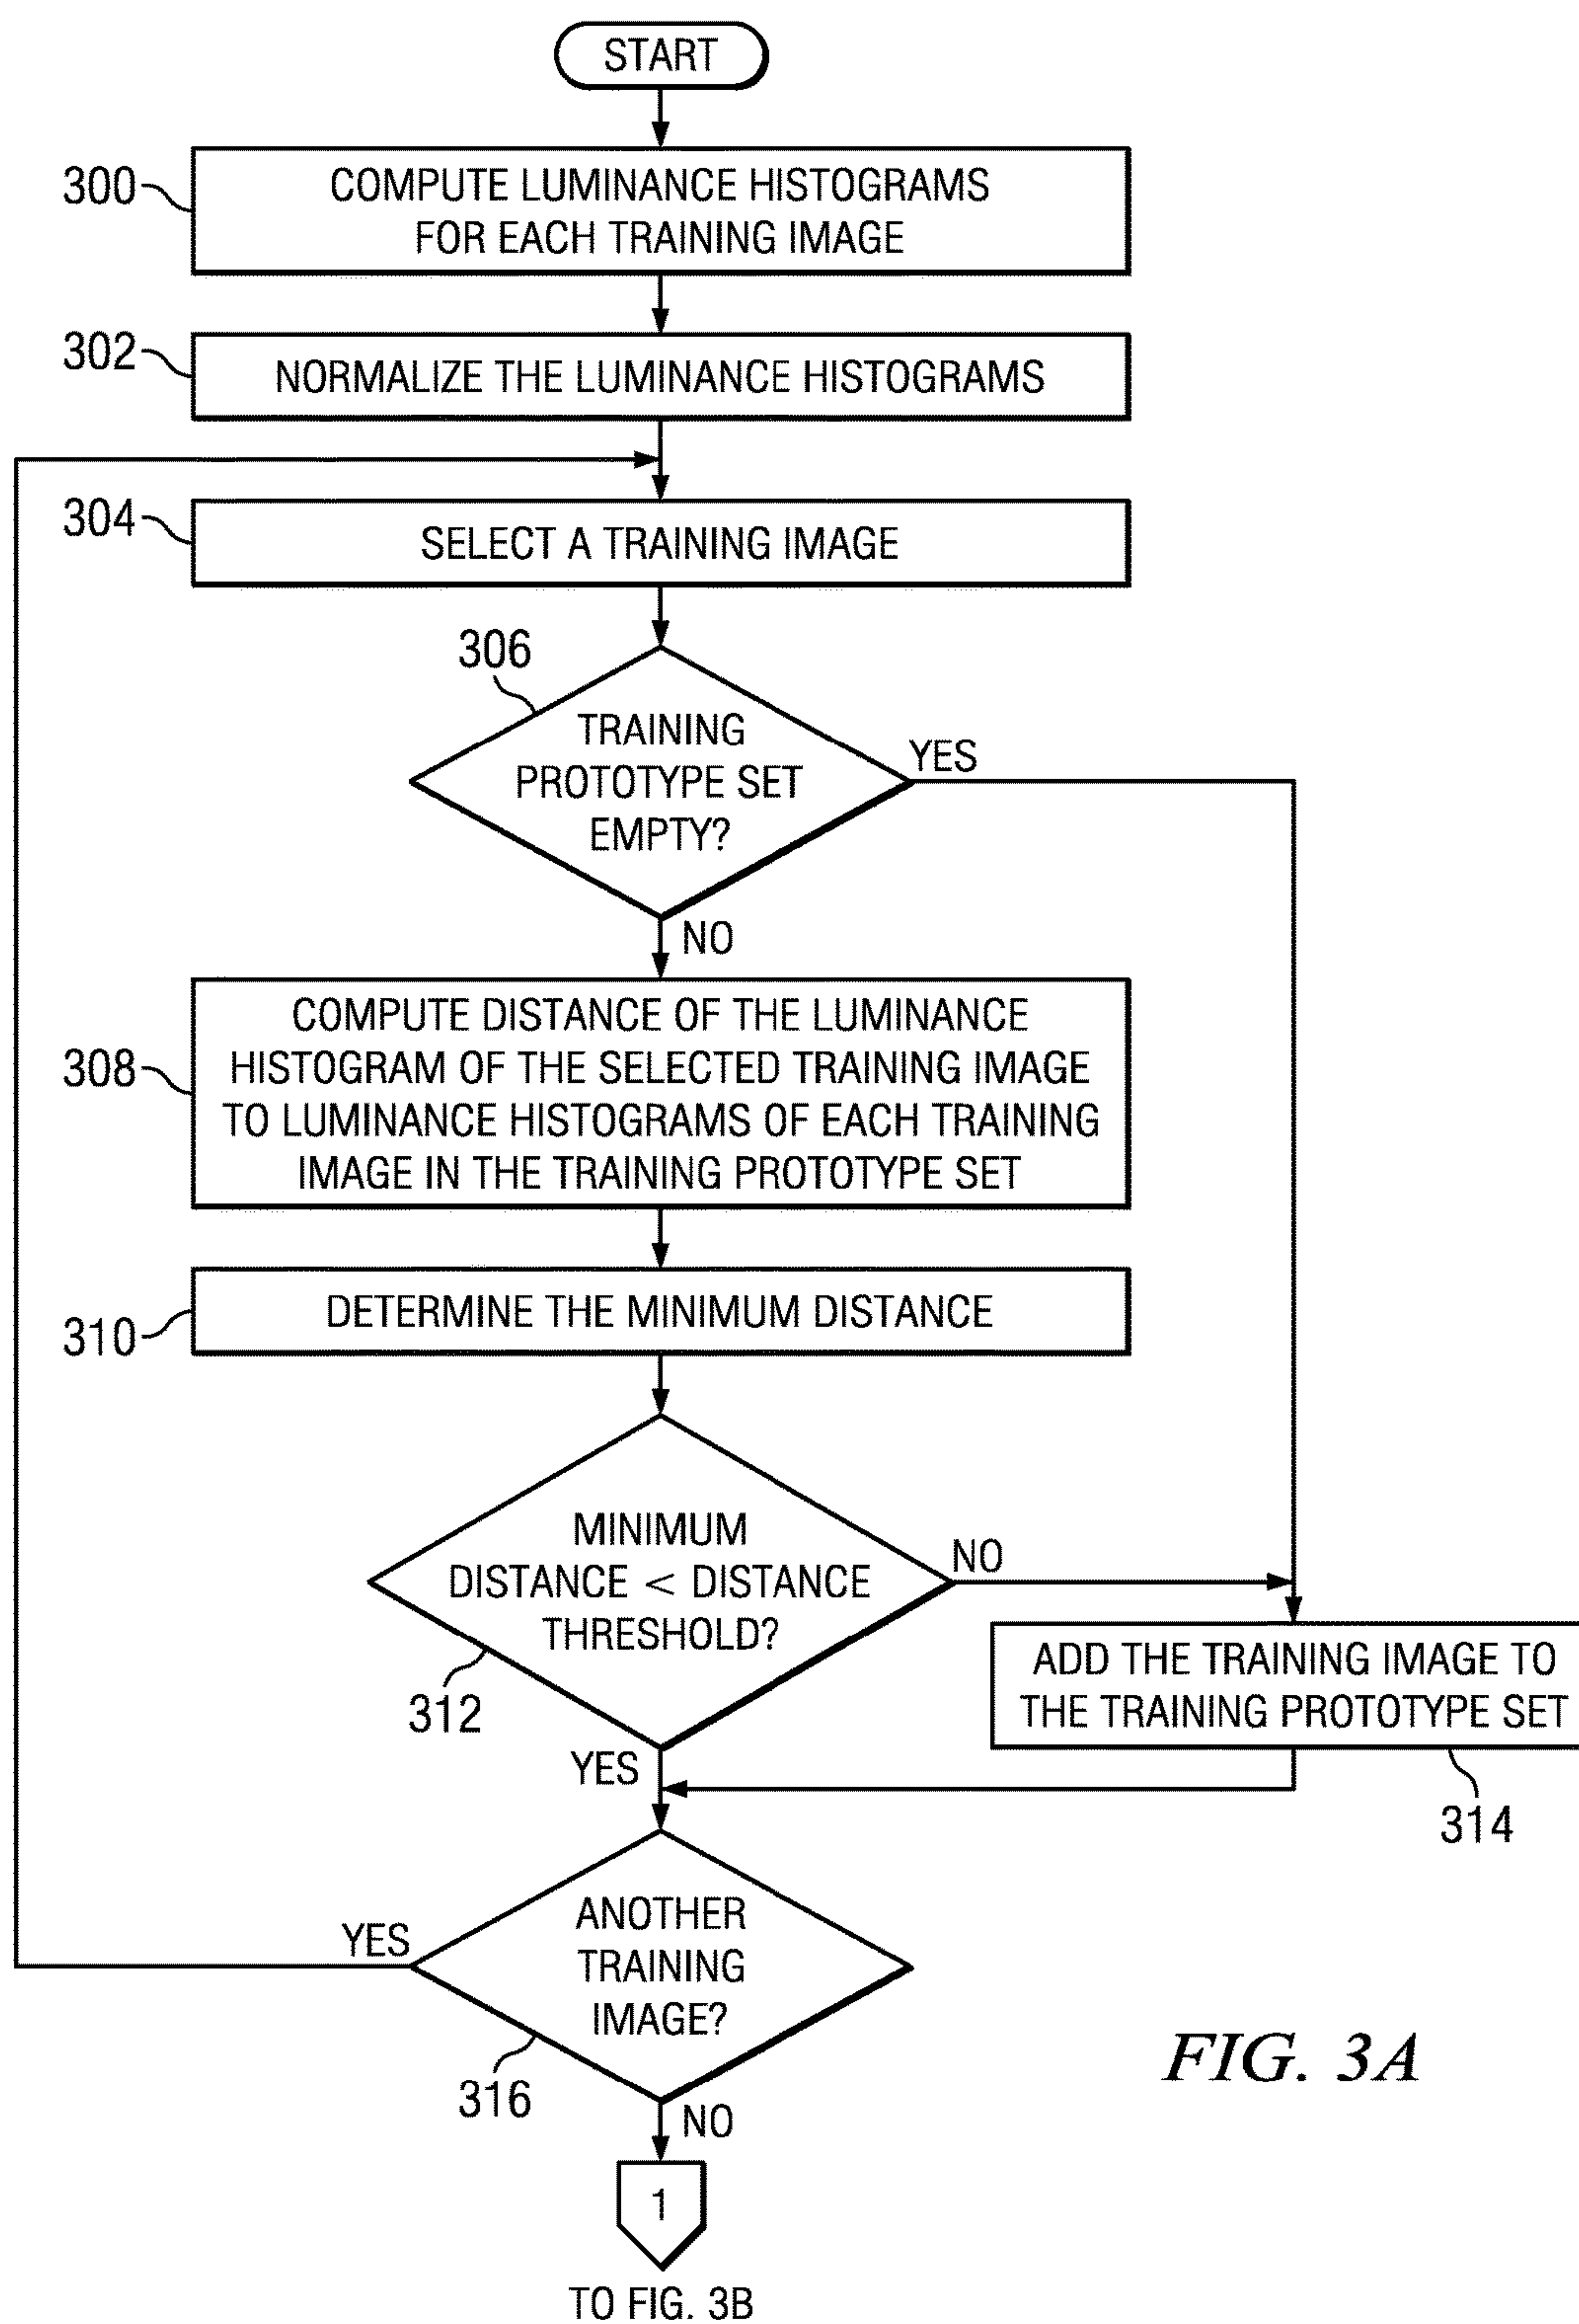 START
300
COMPUTE LUMINANCE HISTOGRAMS
FOR EACH TRAINING IMAGE
302
NORMALIZE THE LUMINANCE HISTOGRAMS
304
SELECT A TRAINING IMAGE
306
TRAINING
PROTOTYPE SET
EMPTY?
YES
NO
308
COMPUTE DISTANCE OF THE LUMINANCE
HISTOGRAM OF THE SELECTED TRAINING IMAGE
TO LUMINANCE HISTOGRAMS OF EACH TRAINING
IMAGE IN THE TRAINING PROTOTYPE SET
310
DETERMINE THE MINIMUM DISTANCE
MINIMUM
DISTANCE < DISTANCE
THRESHOLD?
NO
312
YES
ADD THE TRAINING IMAGE TO
THE TRAINING PROTOTYPE SET
314
YES
ANOTHER
TRAINING
IMAGE?
316
NO
1
TO FIG. 3B
FIG. 3A